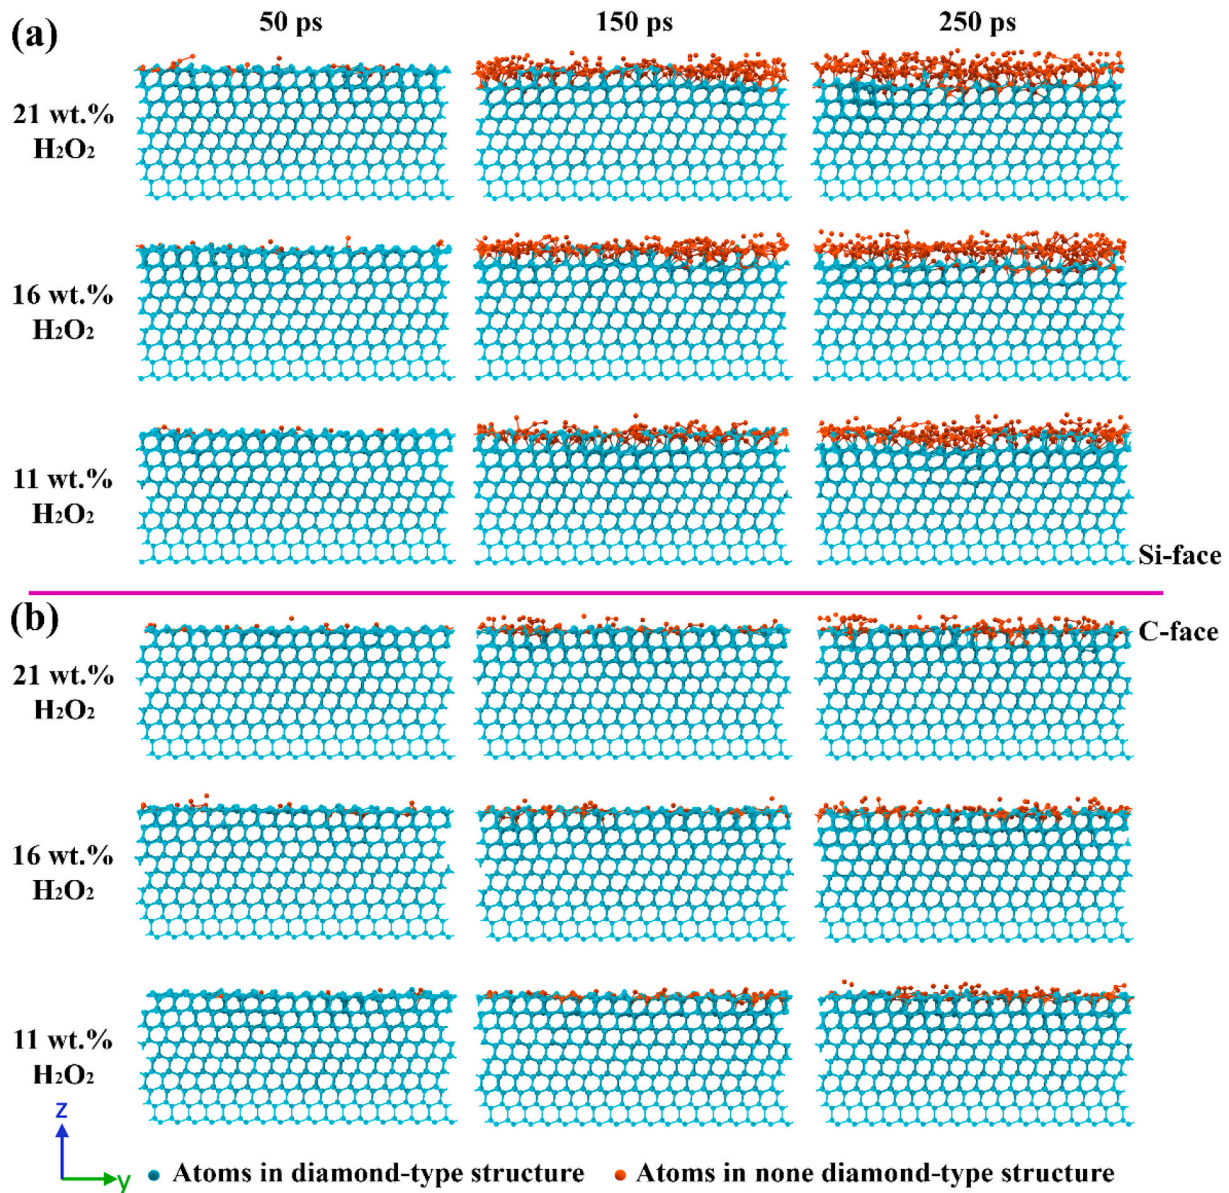 (a)
50 ps
150 ps
250 ps
21 wt.%
H₂O₂
16 wt.%
H₂O₂
11 wt.%
H₂O₂
Si-face
(b)
C-face
21 wt.%
H₂O₂
16 wt.%
H₂O₂
11 wt.%
H₂O₂
z
y
Atoms in diamond-type structure
Atoms in none diamond-type structure